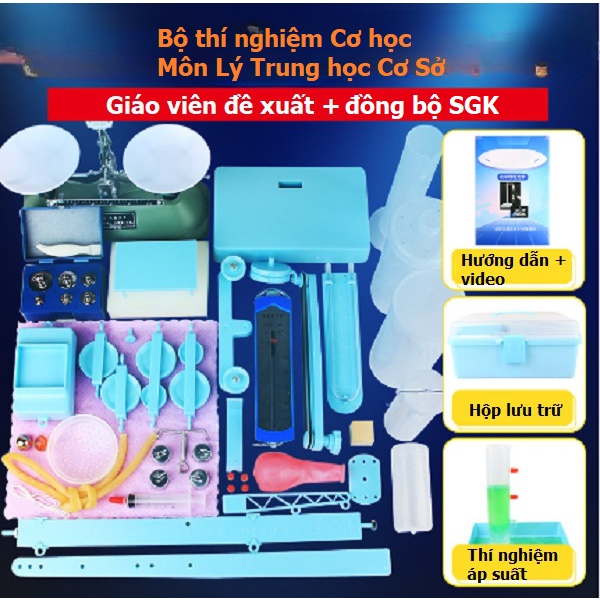 Bộ thí nghiệm Cơ học
Môn Lý Trung học Cơ Sở
Giáo viên đề xuất + đồng bộ SGK
Hướng dẫn +
video
Hộp lưu trữ
Thí nghiệm
áp suất